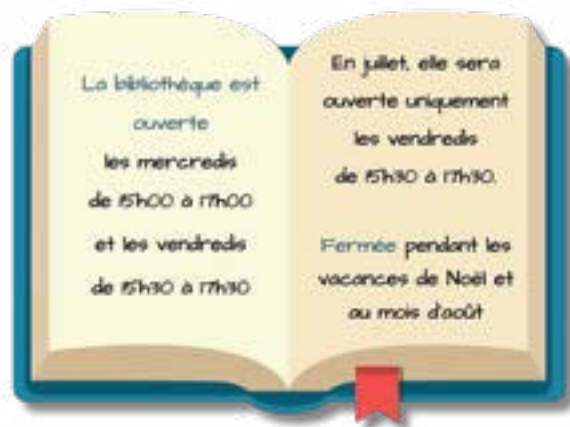 La bibliothèque est
ouverte
les mercredis
de 15h00 à 17h00
et les vendredis
de 15h30 à 17h30
En juillet, elle sera
ouverte uniquement
les vendredis
de 15h30 à 17h30.
Fermée pendant les
vacances de Noël et
au mois d'août